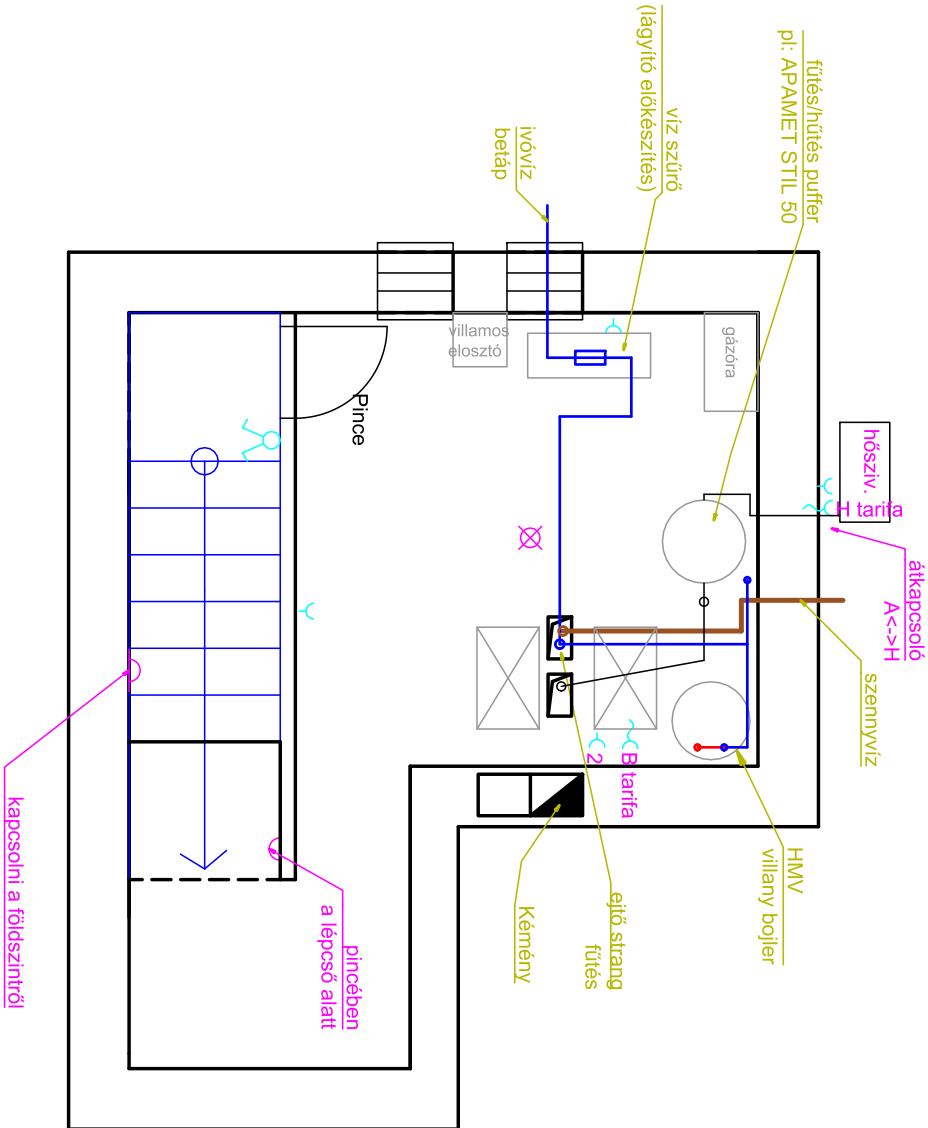 fűtés/hűtés puffer
pl: APAMET STIL 50
víz szűrő
(lágyító előkészítés)
ivóvíz
betáp
villamos
elosztó
gázóra
Pince
hősziv.
H tarifa
átkapcsoló
A<->H
szennyvíz
B tarifa
2
HMV
villany bojler
ejtő strang
fűtés
Kémény
pincében
a lépcső alatt
kapcsolni a földszintről